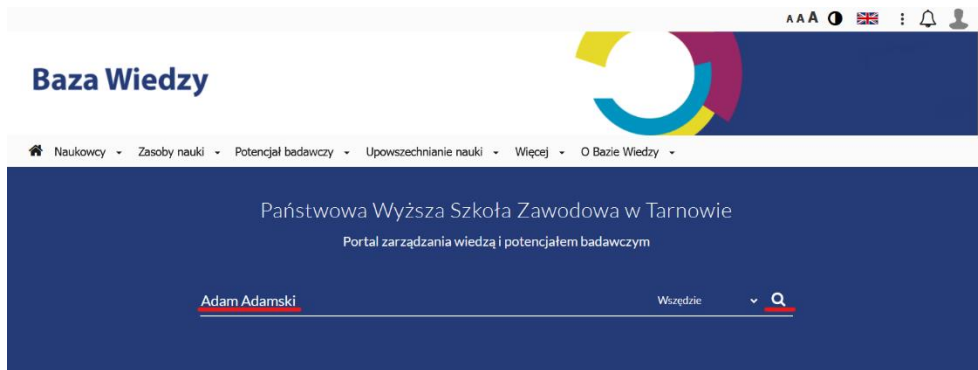 A A A
Baza Wiedzy
Naukowcy Zasoby nauki Potencjał badawczy Upowszechnianie nauki Więcej O Bazie Wiedzy
Państwowa Wyższa Szkoła Zawodowa w Tarnowie
Portal zarządzania wiedzą i potencjałem badawczym
Adam Adamski Wszędzie